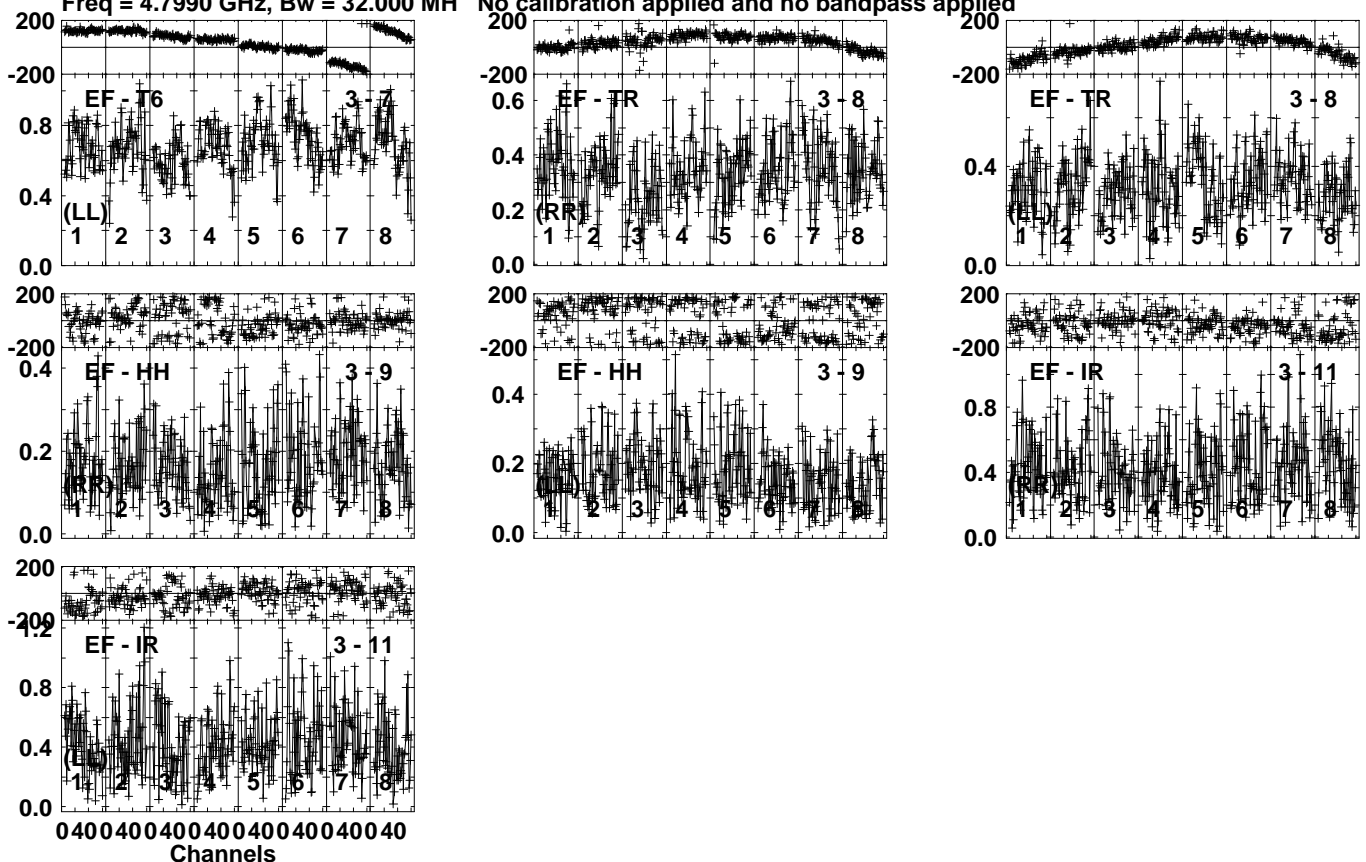 Freq = 4.7990 GHz, Bw = 32.000 MH No calibration applied and no bandpass applied
200
-200
EF - T6 3 - 7
0.8
0.4
(LL)
1 2 3 4 5 6 7 8
0.0
200
-200
EF - TR 3 - 8
0.6
0.4
0.2
(RR)
1 2 3 4 5 6 7 8
0.0
200
-200
EF - TR 3 - 8
0.4
(LL)
1 2 3 4 5 6 7 8
0.0
200
-200
0.4
EF - HH 3 - 9
0.2
(RR)
1 2 3 4 5 6 7 8
0.0
200
-200
EF - HH 3 - 9
0.4
0.2
(LL)
1 2 3 4 5 6 7 8
0.0
200
-200
EF - IR 3 - 11
0.8
0.4
(RR)
1 2 3 4 5 6 7 8
0.0
200
-200
1.2
EF - IR 3 - 11
0.8
0.4
(LL)
1 2 3 4 5 6 7 8
0.0
0 40 0 40 0 40 0 40 0 40 0 40 0 40 0 40
Channels